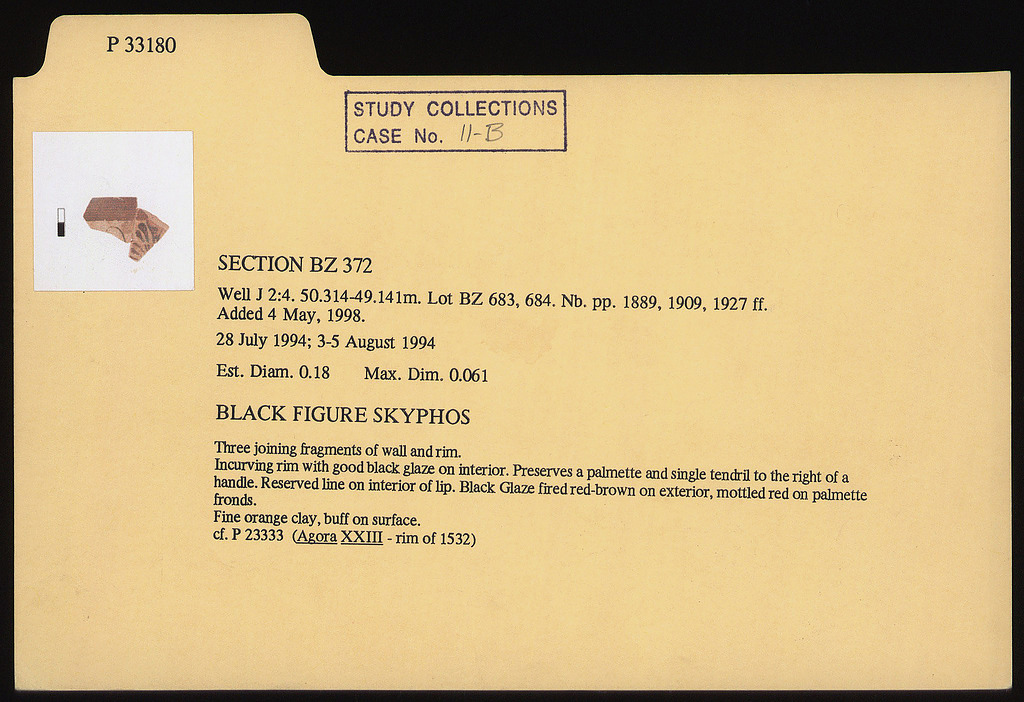 P 33180
STUDY COLLECTIONS
CASE No. 11-B
SECTION BZ 372
Well J 2:4. 50.314-49.141m. Lot BZ 683, 684. Nb. pp. 1889, 1909, 1927 ff.
Added 4 May, 1998.
28 July 1994; 3-5 August 1994
Est. Diam. 0.18 Max. Dim. 0.061
BLACK FIGURE SKYPHOS
Three joining fragments of wall and rim.
Incurving rim with good black glaze on interior. Preserves a palmette and single tendril to the right of a
handle. Reserved line on interior of lip. Black Glaze fired red-brown on exterior, mottled red on palmette
fronds.
Fine orange clay, buff on surface.
cf. P 23333 (Agora XXIII - rim of 1532)